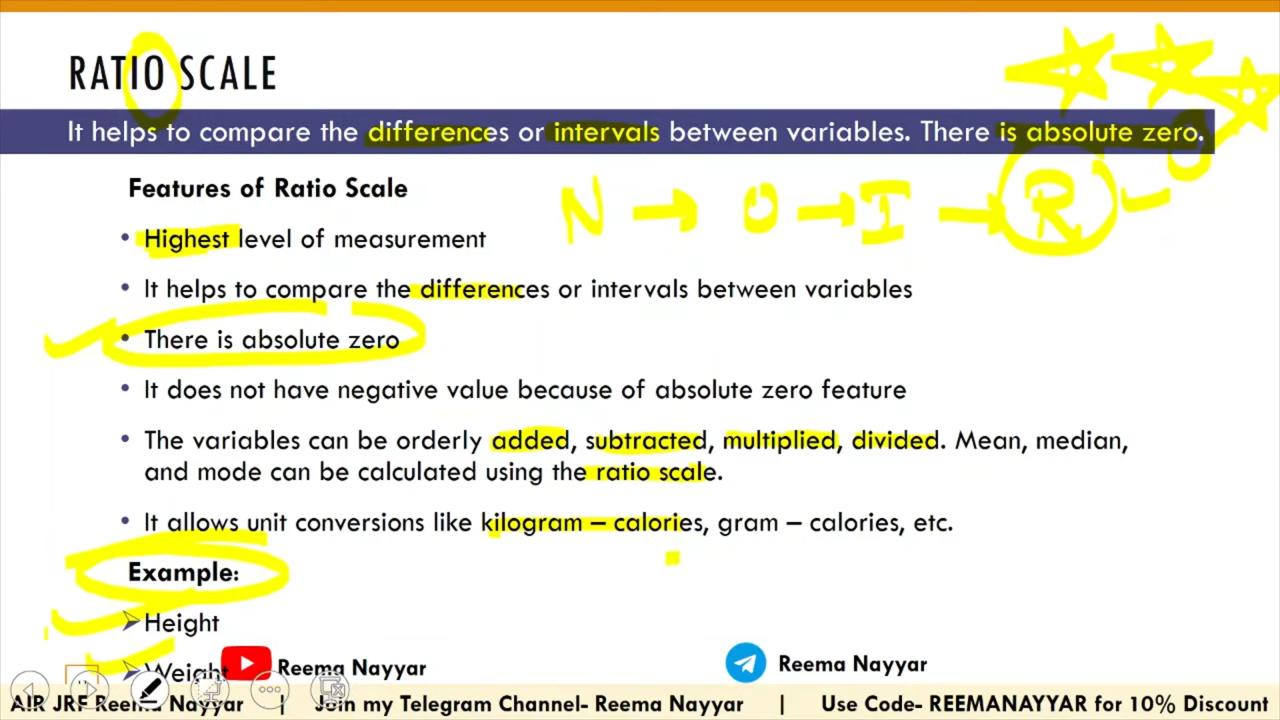 RATIO SCALE
It helps to compare the differences or intervals between variables. There is absolute zero.
Features of Ratio Scale
N → O → I → R
• Highest level of measurement
• It helps to compare the differences or intervals between variables
• There is absolute zero
• It does not have negative value because of absolute zero feature
• The variables can be orderly added, subtracted, multiplied, divided. Mean, median,
and mode can be calculated using the ratio scale.
• It allows unit conversions like kilogram – calories, gram – calories, etc.
Example:
Height
Weight
Reema Nayyar
Reema Nayyar
AIR JRF Reema Nayyar | Join my Telegram Channel- Reema Nayyar | Use Code- REEMANAYYAR for 10% Discount